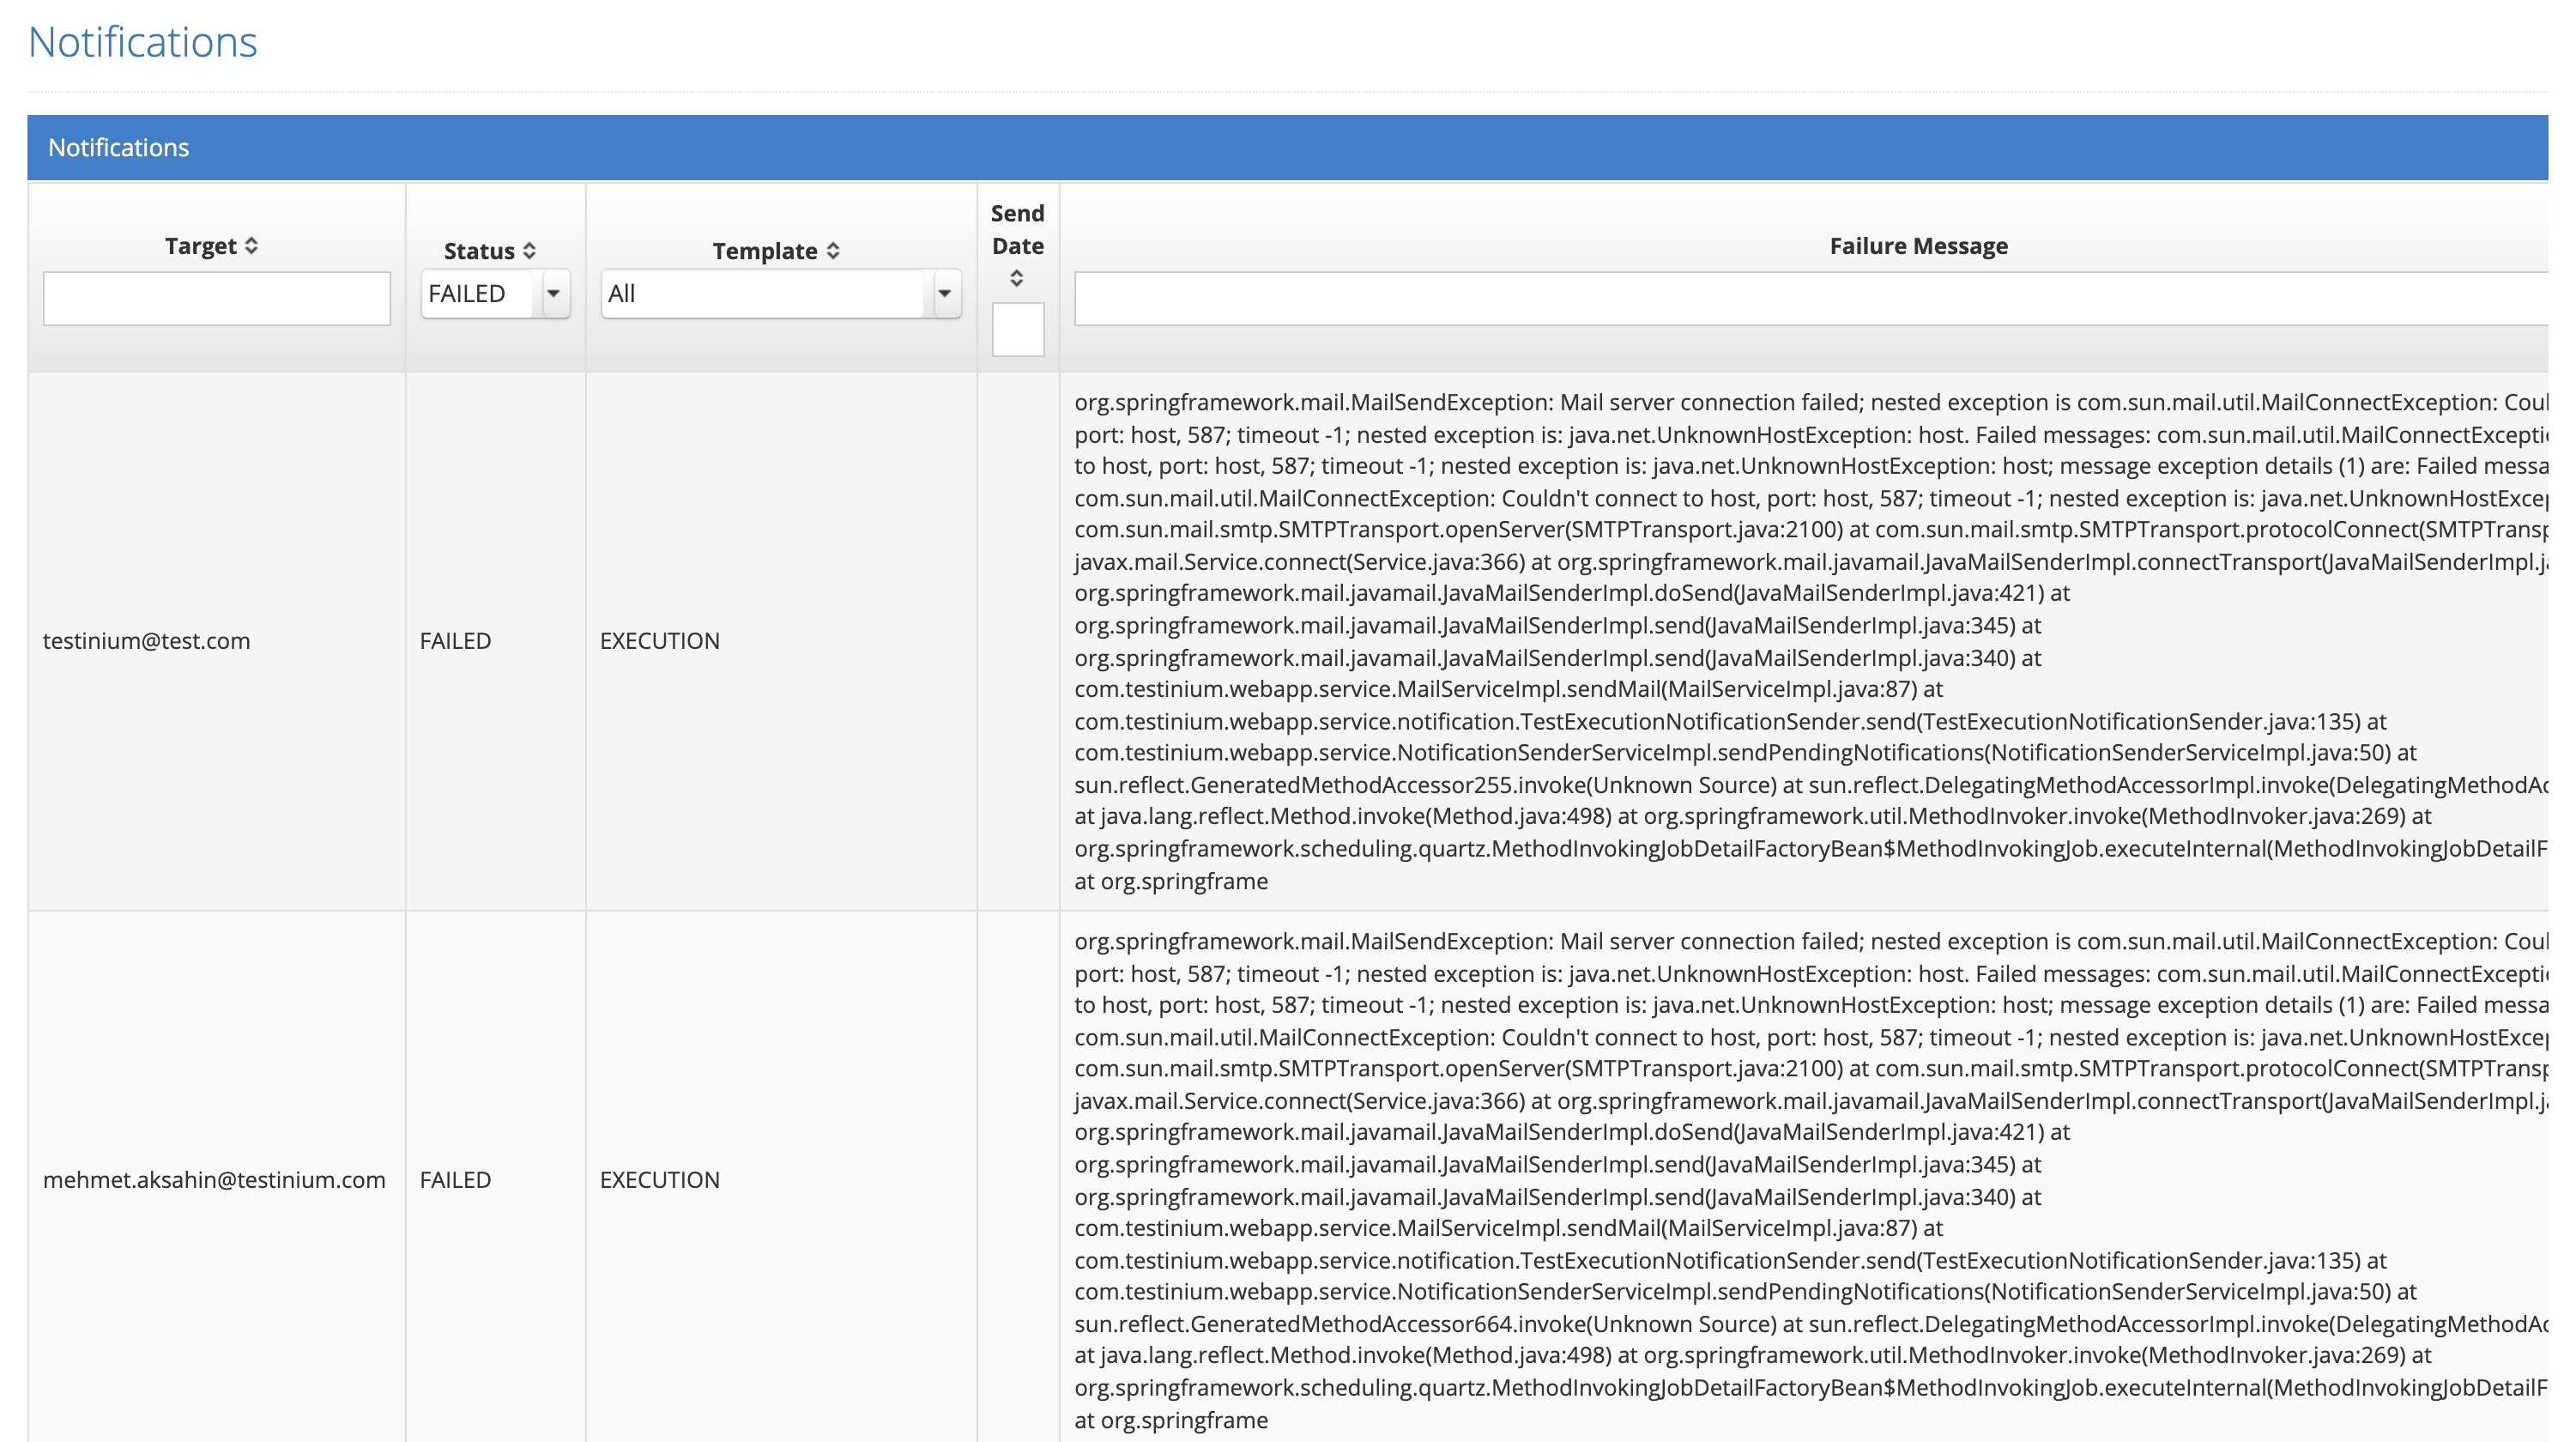 Notifications
Notifications
Target
Status
Template
Send
Date
Failure Message
FAILED
All
testinium@test.com
FAILED
EXECUTION
org.springframework.mail.MailSendException: Mail server connection failed; nested exception is com.sun.mail.util.MailConnectException: Coul
port: host, 587; timeout -1; nested exception is: java.net.UnknownHostException: host. Failed messages: com.sun.mail.util.MailConnectExcepti
to host, port: host, 587; timeout -1; nested exception is: java.net.UnknownHostException: host; message exception details (1) are: Failed messa
com.sun.mail.util.MailConnectException: Couldn't connect to host, port: host, 587; timeout -1; nested exception is: java.net.UnknownHostExcep
com.sun.mail.smtp.SMTPTransport.openServer(SMTPTransport.java:2100) at com.sun.mail.smtp.SMTPTransport.protocolConnect(SMTPTransp
javax.mail.Service.connect(Service.java:366) at org.springframework.mail.javamail.JavaMailSenderImpl.connectTransport(JavaMailSenderImpl.ja
org.springframework.mail.javamail.JavaMailSenderImpl.doSend(JavaMailSenderImpl.java:421) at
org.springframework.mail.javamail.JavaMailSenderImpl.send(JavaMailSenderImpl.java:345) at
org.springframework.mail.javamail.JavaMailSenderImpl.send(JavaMailSenderImpl.java:340) at
com.testinium.webapp.service.MailServiceImpl.sendMail(MailServiceImpl.java:87) at
com.testinium.webapp.service.notification.TestExecutionNotificationSender.send(TestExecutionNotificationSender.java:135) at
com.testinium.webapp.service.NotificationSenderServiceImpl.sendPendingNotifications(NotificationSenderServiceImpl.java:50) at
sun.reflect.GeneratedMethodAccessor255.invoke(Unknown Source) at sun.reflect.DelegatingMethodAccessorImpl.invoke(DelegatingMethodAc
at java.lang.reflect.Method.invoke(Method.java:498) at org.springframework.util.MethodInvoker.invoke(MethodInvoker.java:269) at
org.springframework.scheduling.quartz.MethodInvokingJobDetailFactoryBean$MethodInvokingJob.executeInternal(MethodInvokingJobDetailF
at org.springframe
mehmet.aksahin@testinium.com
FAILED
EXECUTION
org.springframework.mail.MailSendException: Mail server connection failed; nested exception is com.sun.mail.util.MailConnectException: Coul
port: host, 587; timeout -1; nested exception is: java.net.UnknownHostException: host. Failed messages: com.sun.mail.util.MailConnectExcepti
to host, port: host, 587; timeout -1; nested exception is: java.net.UnknownHostException: host; message exception details (1) are: Failed messa
com.sun.mail.util.MailConnectException: Couldn't connect to host, port: host, 587; timeout -1; nested exception is: java.net.UnknownHostExcep
com.sun.mail.smtp.SMTPTransport.openServer(SMTPTransport.java:2100) at com.sun.mail.smtp.SMTPTransport.protocolConnect(SMTPTransp
javax.mail.Service.connect(Service.java:366) at org.springframework.mail.javamail.JavaMailSenderImpl.connectTransport(JavaMailSenderImpl.ja
org.springframework.mail.javamail.JavaMailSenderImpl.doSend(JavaMailSenderImpl.java:421) at
org.springframework.mail.javamail.JavaMailSenderImpl.send(JavaMailSenderImpl.java:345) at
org.springframework.mail.javamail.JavaMailSenderImpl.send(JavaMailSenderImpl.java:340) at
com.testinium.webapp.service.MailServiceImpl.sendMail(MailServiceImpl.java:87) at
com.testinium.webapp.service.notification.TestExecutionNotificationSender.send(TestExecutionNotificationSender.java:135) at
com.testinium.webapp.service.NotificationSenderServiceImpl.sendPendingNotifications(NotificationSenderServiceImpl.java:50) at
sun.reflect.GeneratedMethodAccessor664.invoke(Unknown Source) at sun.reflect.DelegatingMethodAccessorImpl.invoke(DelegatingMethodAc
at java.lang.reflect.Method.invoke(Method.java:498) at org.springframework.util.MethodInvoker.invoke(MethodInvoker.java:269) at
org.springframework.scheduling.quartz.MethodInvokingJobDetailFactoryBean$MethodInvokingJob.executeInternal(MethodInvokingJobDetailF
at org.springframe